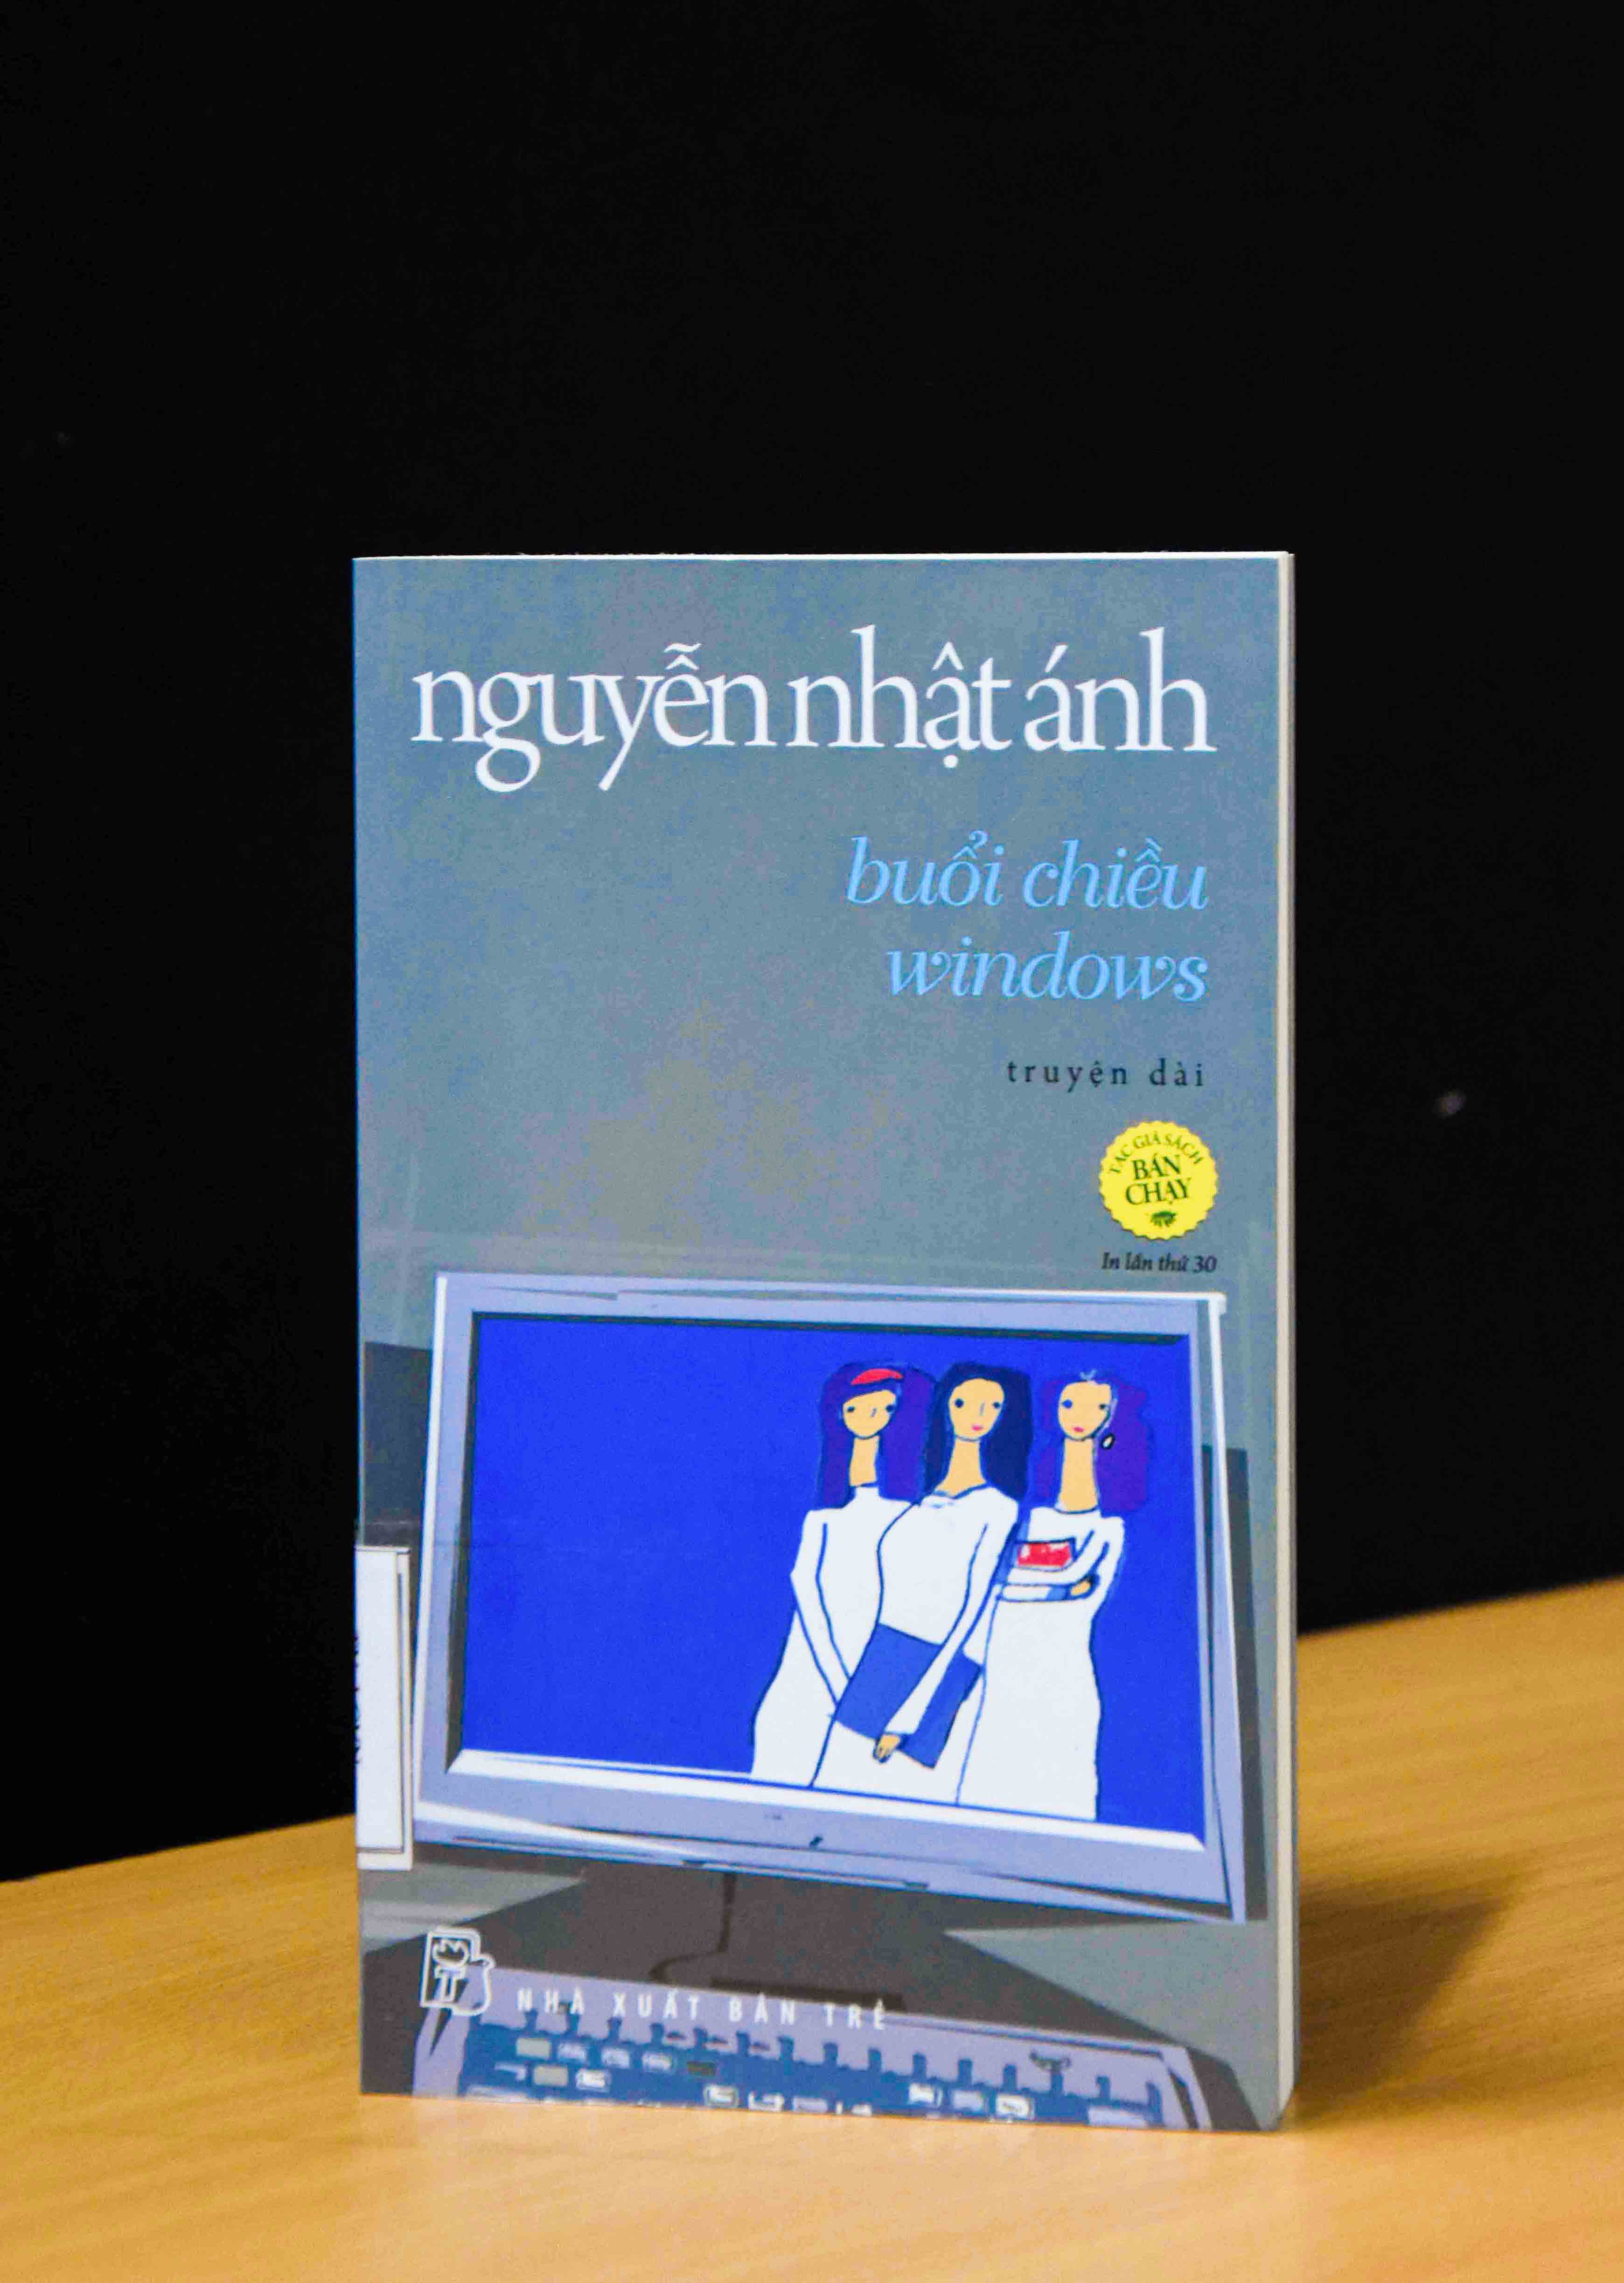 nguyễn nhật ánh
buổi chiều
windows
truyện dài
TÁC GIẢ SÁCH
BÁN
CHẠY
In lần thứ 30
NHÀ XUẤT BẢN TRẺ